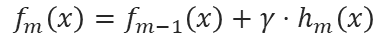 f_m(x) = f_{m−1}(x) + γ · h_m(x)